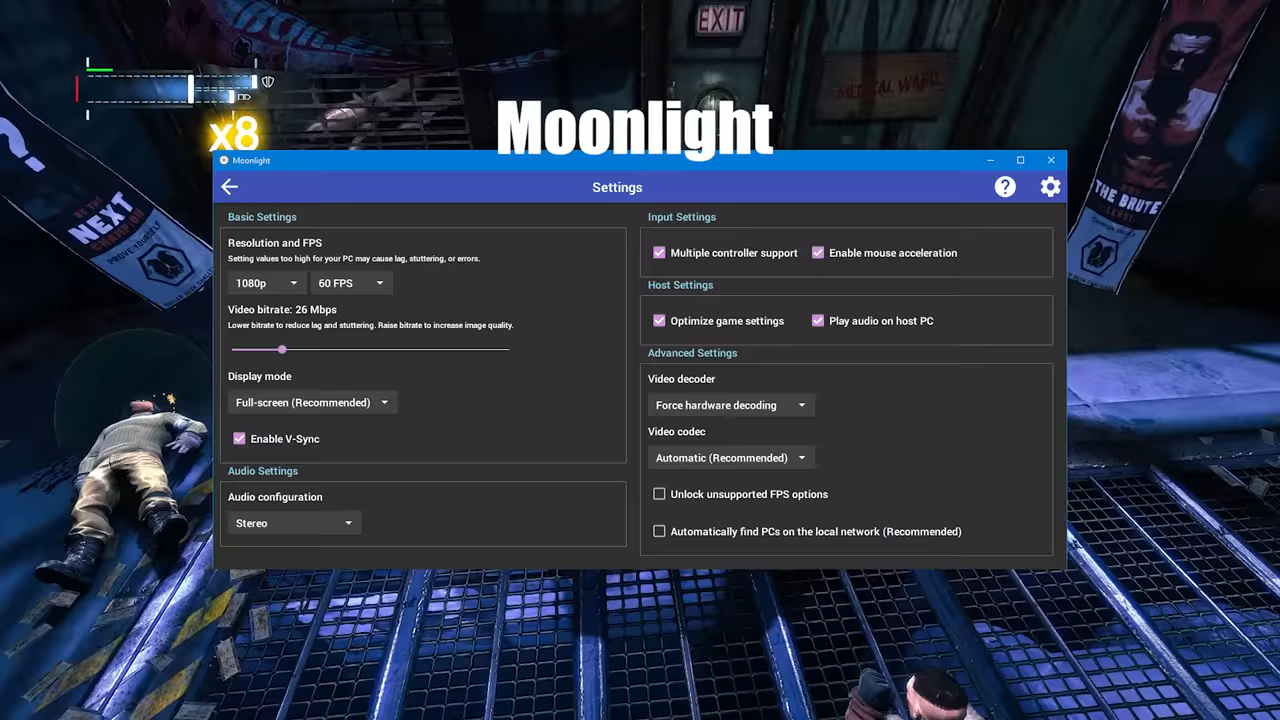 EXIT
MEDICAL WARD
x8
Moonlight
?
BE THE
NEXT
CHAMPION
PROVE YOURSELF
THE BRUTE
Moonlight
Settings
?
Basic Settings
Resolution and FPS
Setting values too high for your PC may cause lag, stuttering, or errors.
1080p
60 FPS
Video bitrate: 26 Mbps
Lower bitrate to reduce lag and stuttering. Raise bitrate to increase image quality.
Display mode
Full-screen (Recommended)
Enable V-Sync
Audio Settings
Audio configuration
Stereo
Input Settings
Multiple controller support
Enable mouse acceleration
Host Settings
Optimize game settings
Play audio on host PC
Advanced Settings
Video decoder
Force hardware decoding
Video codec
Automatic (Recommended)
Unlock unsupported FPS options
Automatically find PCs on the local network (Recommended)